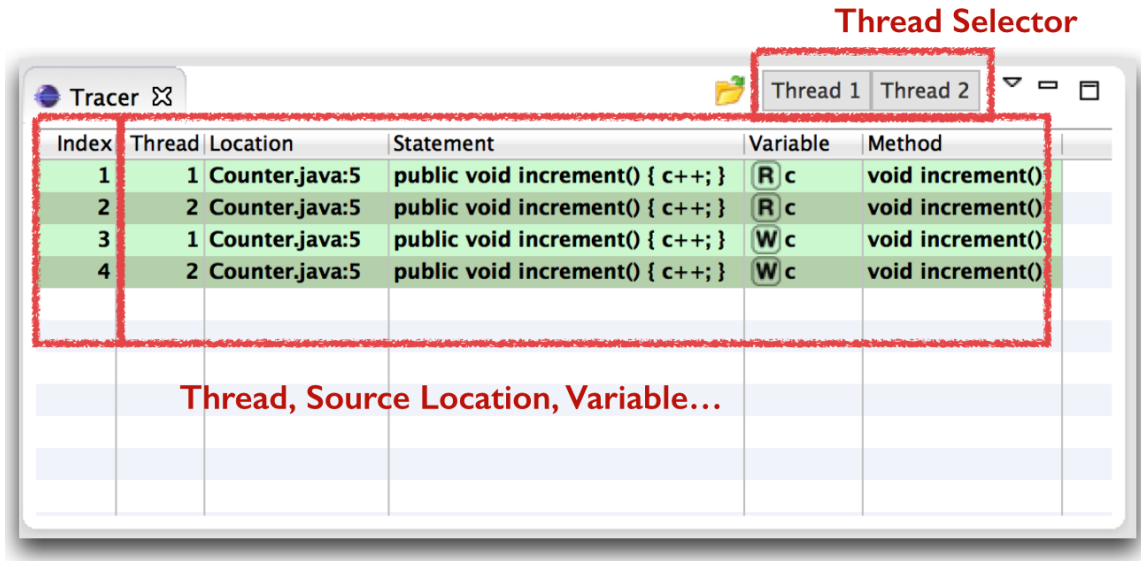 Thread Selector
Tracer
Thread 1 Thread 2
Index Thread Location Statement Variable Method
1 1 Counter.java:5 public void increment() { c++; } R c void increment()
2 2 Counter.java:5 public void increment() { c++; } R c void increment()
3 1 Counter.java:5 public void increment() { c++; } W c void increment()
4 2 Counter.java:5 public void increment() { c++; } W c void increment()
Thread, Source Location, Variable…